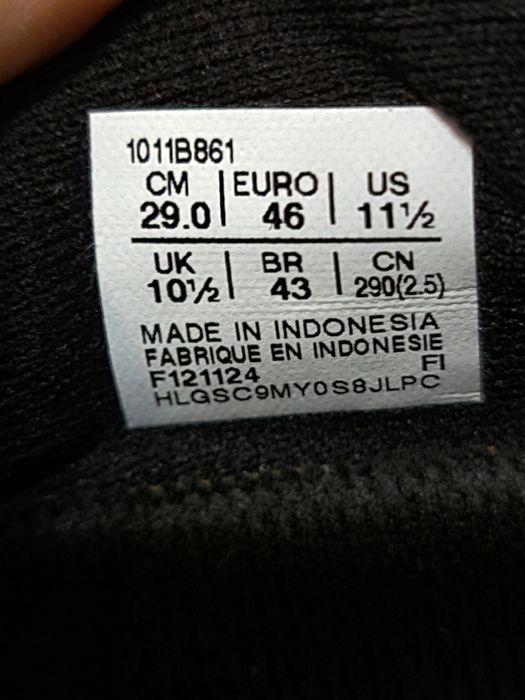 1011B861
CM | EURO | US
29.0 | 46 | 11½
UK | BR | CN
10½ | 43 | 290(2.5)
MADE IN INDONESIA
FABRIQUE EN INDONESIE
F121124 FI
HLGSC9MY0S8JLPC